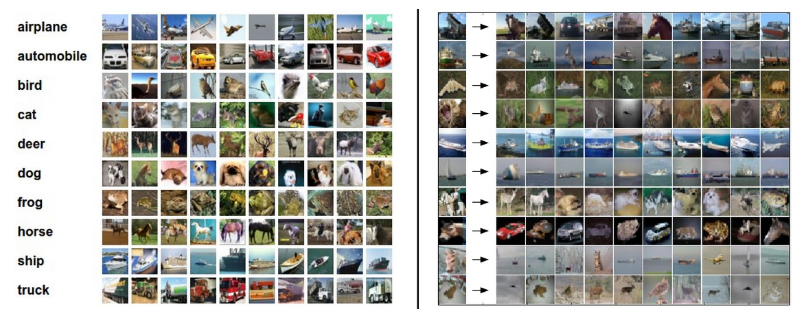 airplane
automobile
bird
cat
deer
dog
frog
horse
ship
truck